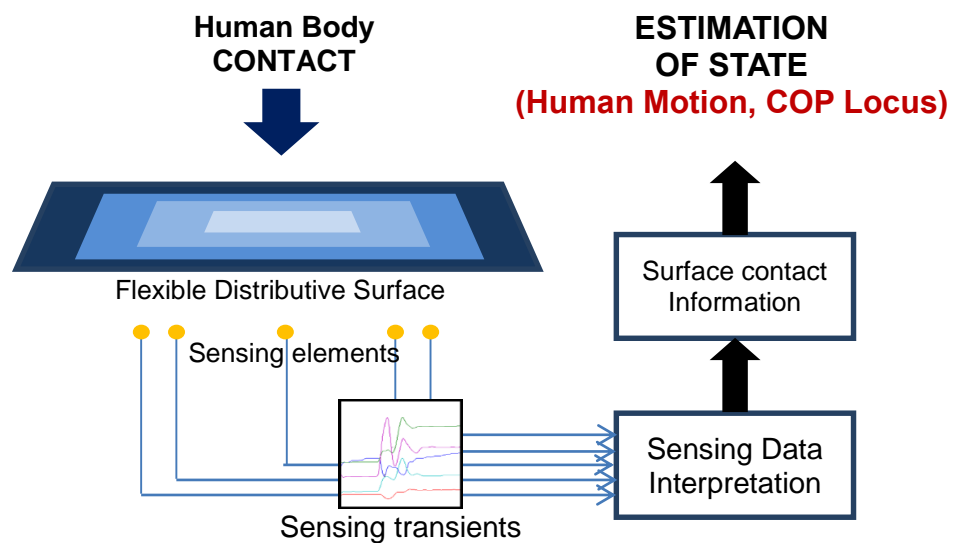 Human Body
CONTACT
ESTIMATION
OF STATE
(Human Motion, COP Locus)
Flexible Distributive Surface
Surface contact
Information
Sensing elements
Sensing Data
Interpretation
Sensing transients